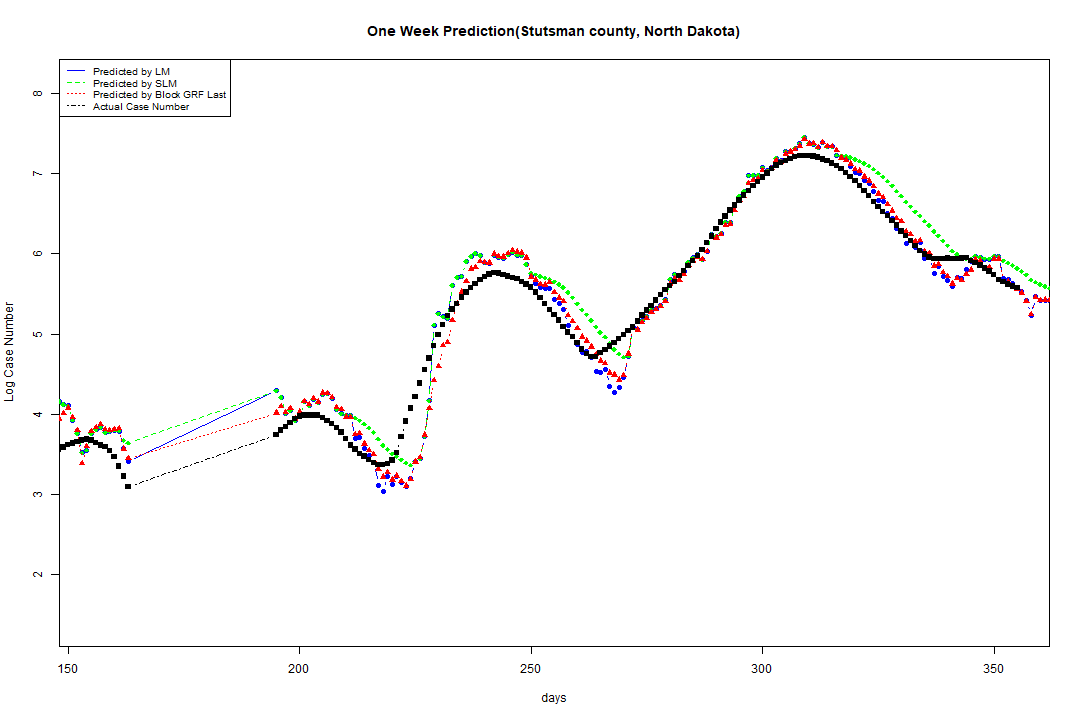 One Week Prediction(Stutsman county, North Dakota)
Predicted by LM
Predicted by SLM
Predicted by Block GRF Last
Actual Case Number
Log Case Number
8
7
6
5
4
3
2
150 200 250 300 350
days